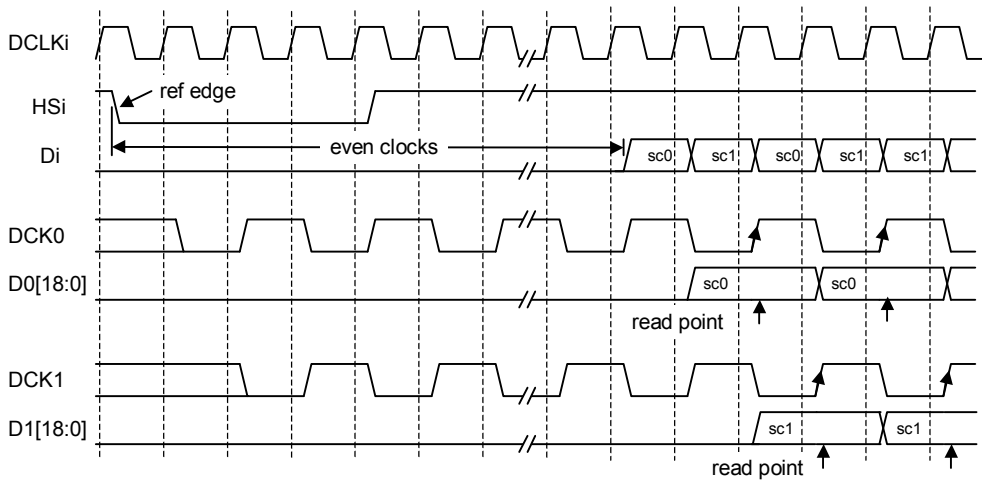 DCLKi
HSi
ref edge
Di
even clocks
sc0 sc1 sc0 sc1 sc1
DCK0
D0[18:0]
sc0 sc0
read point
DCK1
D1[18:0]
sc1 sc1
read point